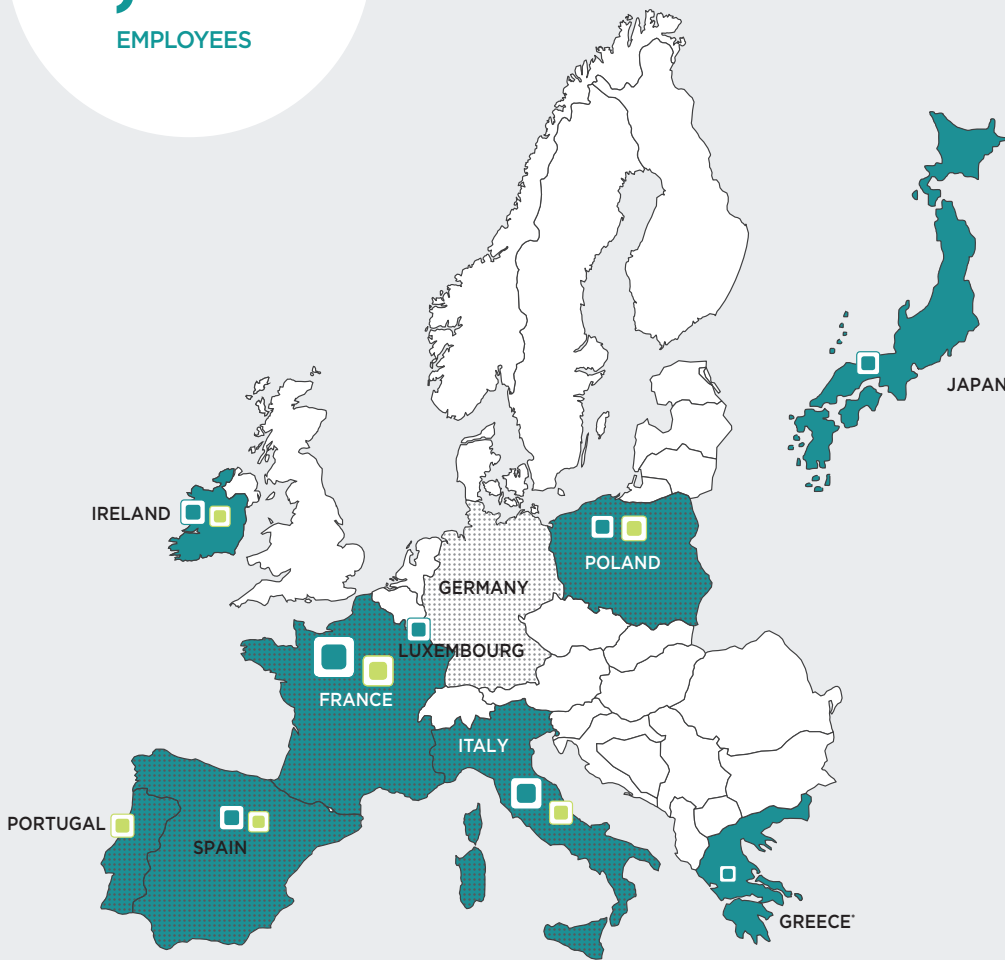 EMPLOYEES
JAPAN
IRELAND
POLAND
GERMANY
LUXEMBOURG
FRANCE
ITALY
PORTUGAL
SPAIN
GREECE*